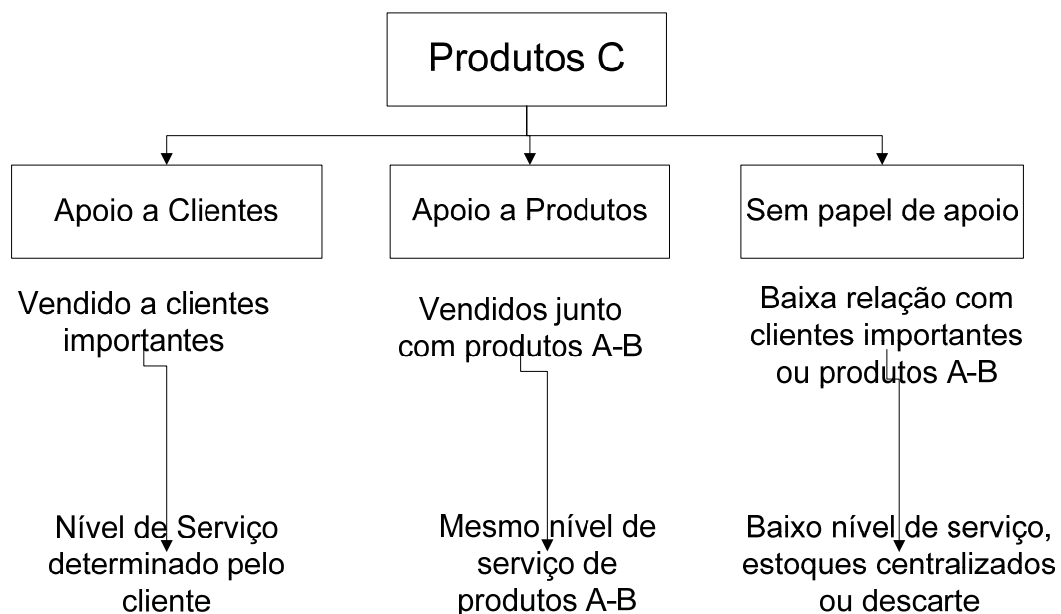 Produtos C
Apoio a Clientes
Apoio a Produtos
Sem papel de apoio
Vendido a clientes
importantes
Vendidos junto
com produtos A-B
Baixa relação com
clientes importantes
ou produtos A-B
Nível de Serviço
determinado pelo
cliente
Mesmo nível de
serviço de
produtos A-B
Baixo nível de serviço,
estoques centralizados
ou descarte